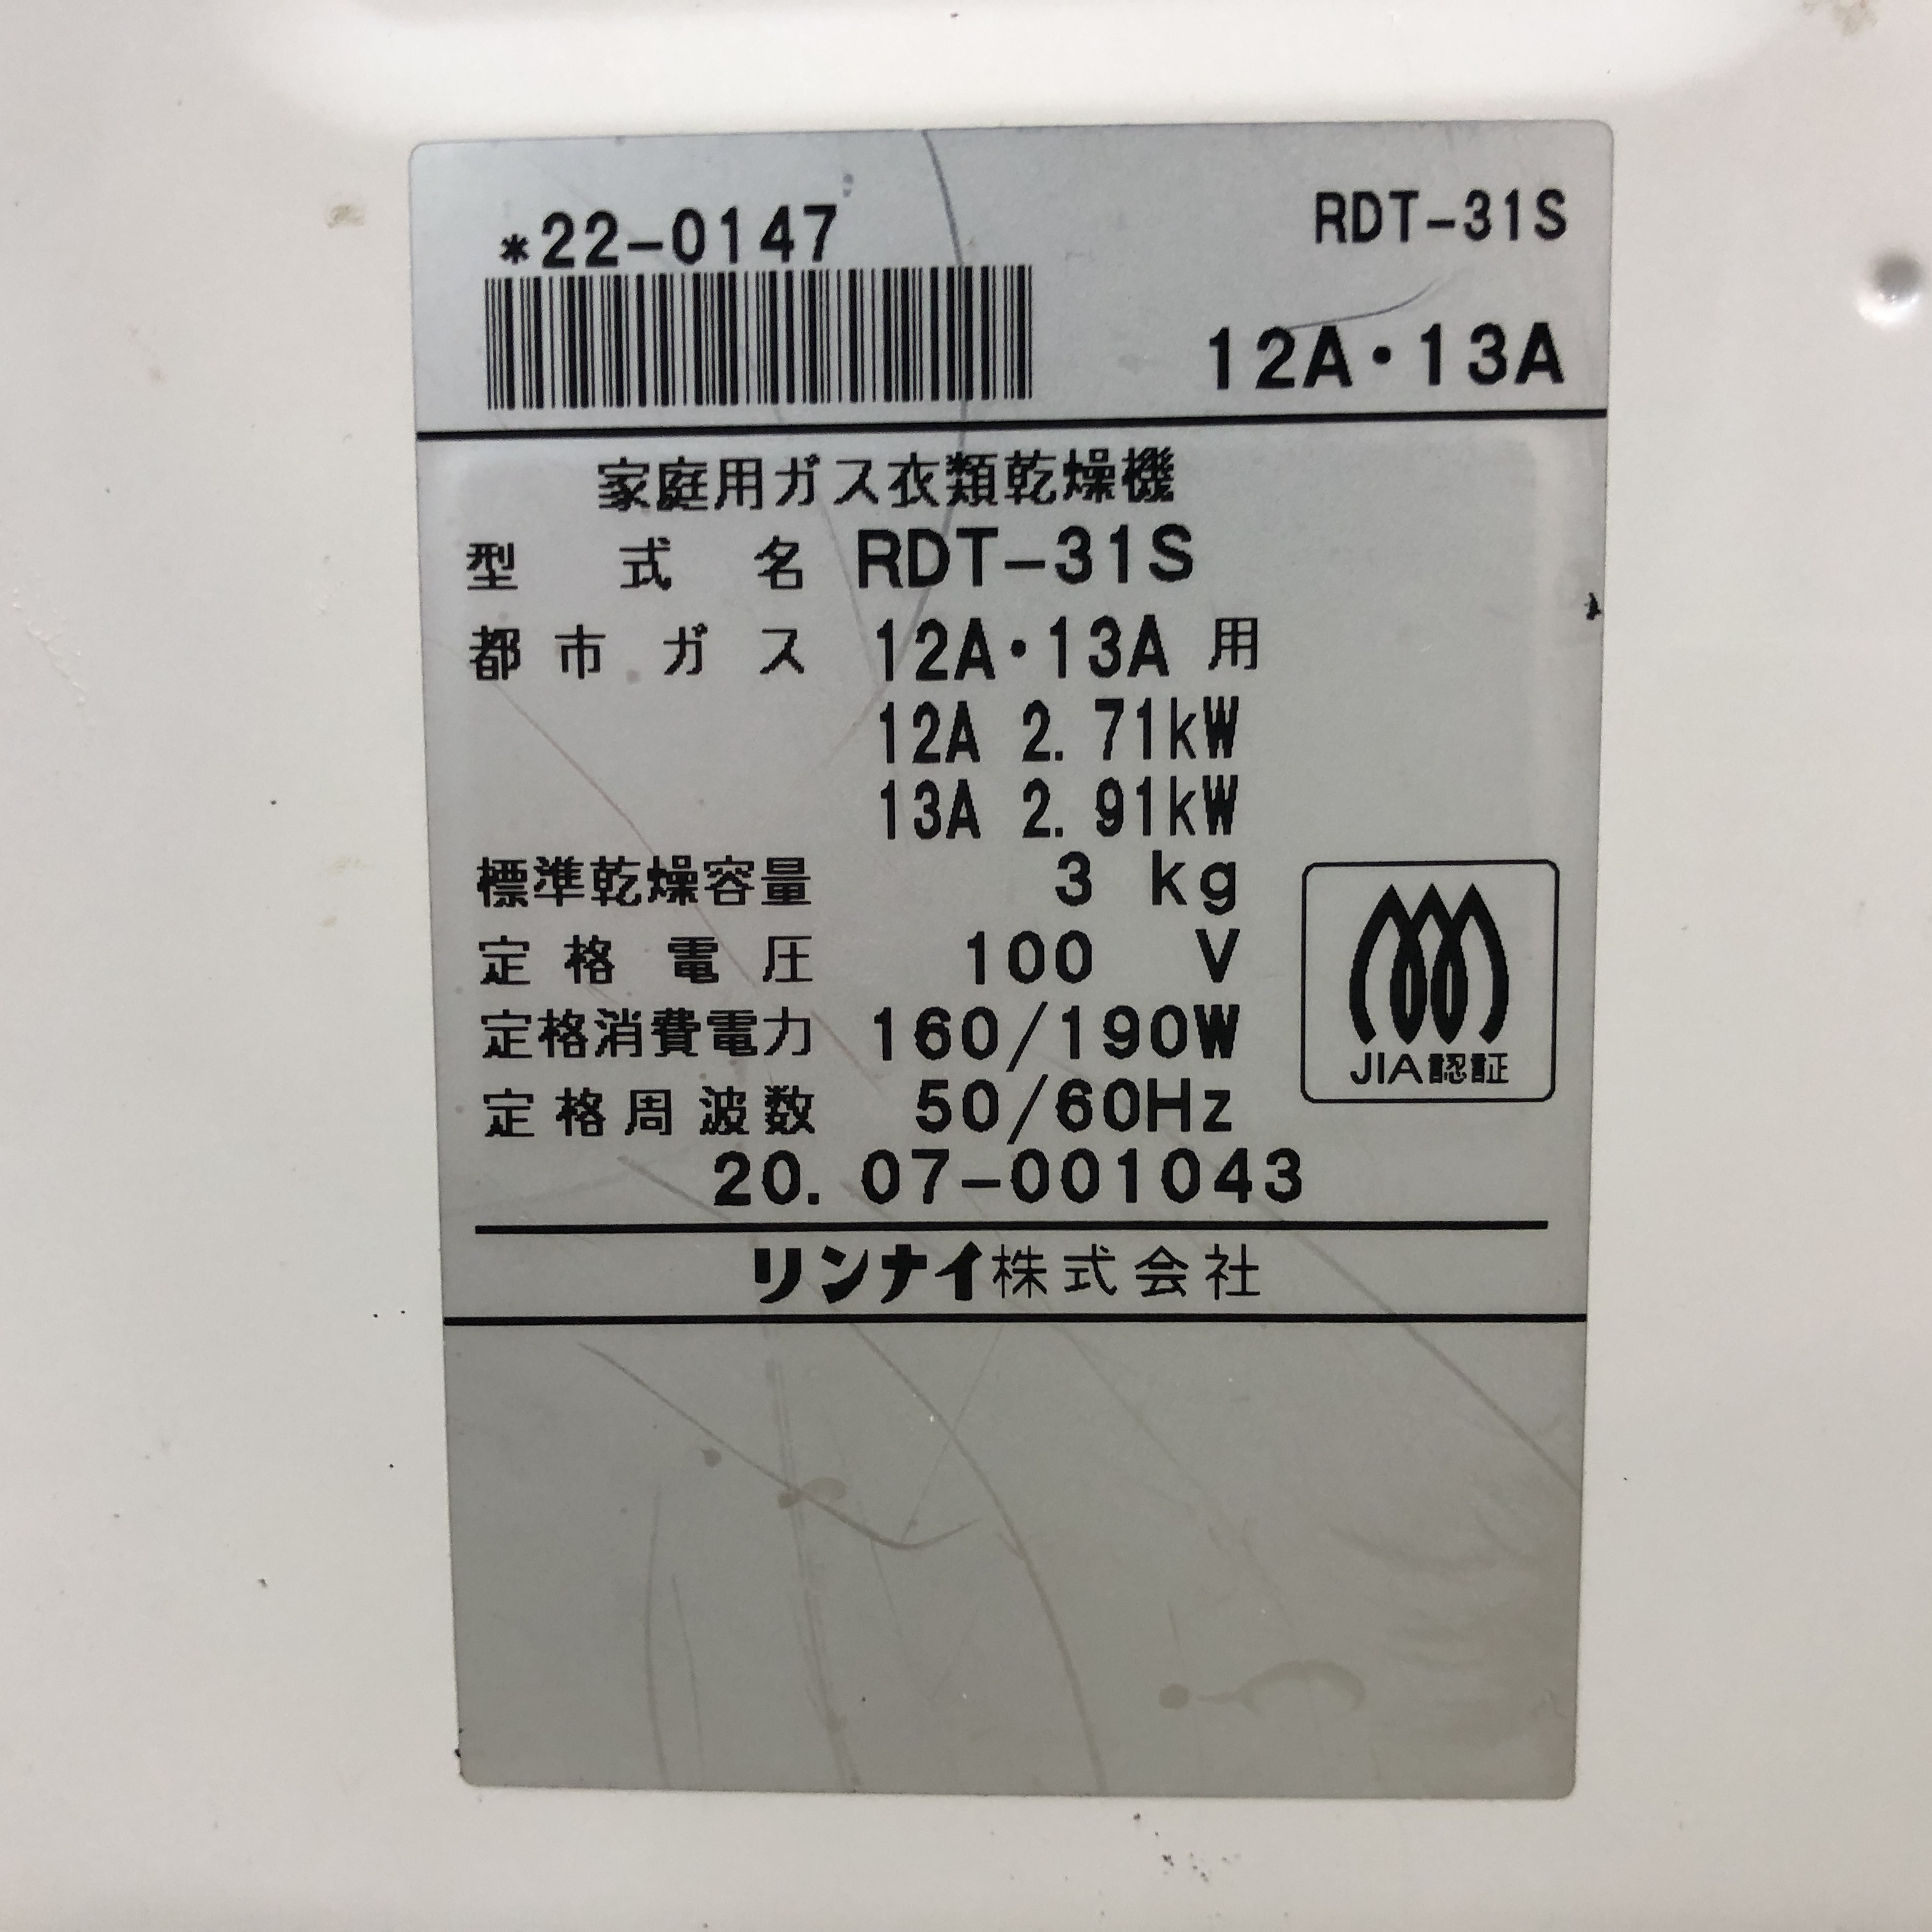 *22-0147
RDT-31S
12A・13A
家庭用ガス衣類乾燥機
型式名 RDT-31S
都市ガス 12A・13A 用
12A 2.71kW
13A 2.91kW
標準乾燥容量 3 kg
定格電圧 100 V
定格消費電力 160/190W
定格周波数 50/60Hz
JIA認証
20.07-001043
リンナイ株式会社